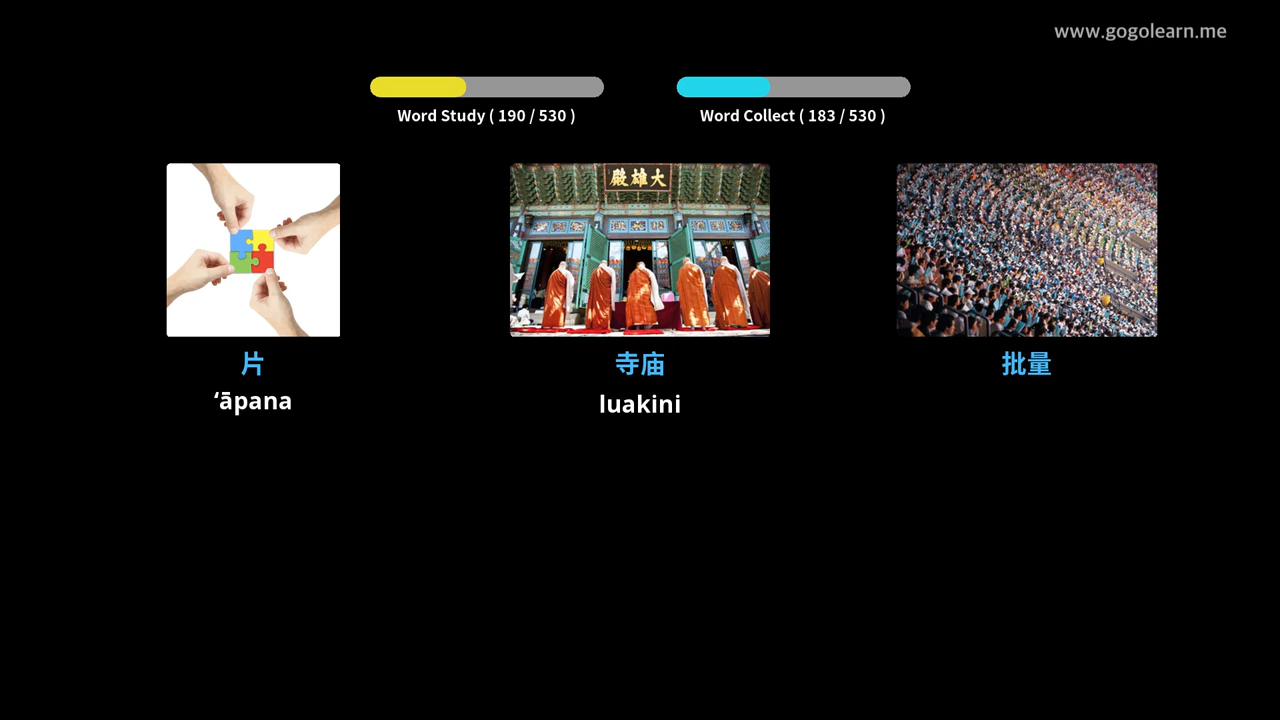 www.gogolearn.me
Word Study ( 190 / 530 )
Word Collect ( 183 / 530 )
殿雄大
片
寺庙
批量
ʻāpana
luakini